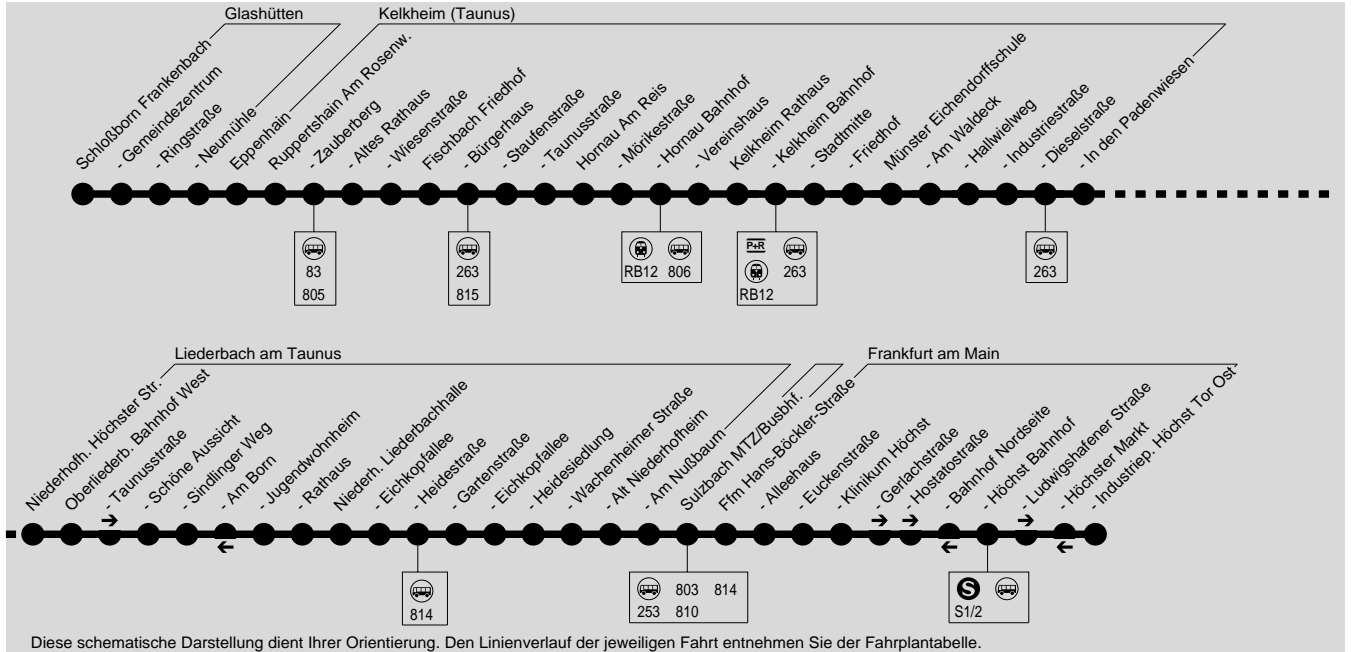 Glashütten
Kelkheim (Taunus)
Schloßborn Frankenbach
- Gemeindezentrum
- Ringstraße
- Neumühle
Eppenhain
Ruppertshain Am Rosenw.
- Zauberberg
- Altes Rathaus
- Wiesenstraße
Fischbach Friedhof
- Bürgerhaus
- Staufenstraße
- Taunusstraße
Hornau Am Reis
- Mörikestraße
- Hornau Bahnhof
- Vereinshaus
Kelkheim Rathaus
- Kelkheim Bahnhof
- Stadtmitte
- Friedhof
Münster Eichendorffschule
- Am Waldeck
- Hallwielweg
- Industriestraße
- Dieselstraße
- In den Padenwiesen
83
805
263
815
RB12 806
P+R
263
RB12
263
Liederbach am Taunus
Frankfurt am Main
Niederhofh. Höchster Str.
Oberliederb. Bahnhof West
- Taunusstraße
- Schöne Aussicht
- Sindlinger Weg
- Am Born
- Jugendwohnheim
- Rathaus
Niederh. Liederbachhalle
- Eichkopfallee
- Heidestraße
- Gartenstraße
- Eichkopfallee
- Heidesiedlung
- Wachenheimer Straße
- Alt Niederhofheim
- Am Nußbaum
Sulzbach MTZ/Busbhf.
Ffm Hans-Böckler-Straße
- Alleehaus
- Euckenstraße
- Klinikum Höchst
- Gerlachstraße
- Hostatostraße
- Bahnhof Nordseite
- Höchst Bahnhof
- Ludwigshafener Straße
- Höchster Markt
- Industriep. Höchst Tor Ost
814
803 814
253 810
S
S1/2
Diese schematische Darstellung dient Ihrer Orientierung. Den Linienverlauf der jeweiligen Fahrt entnehmen Sie der Fahrplantabelle.